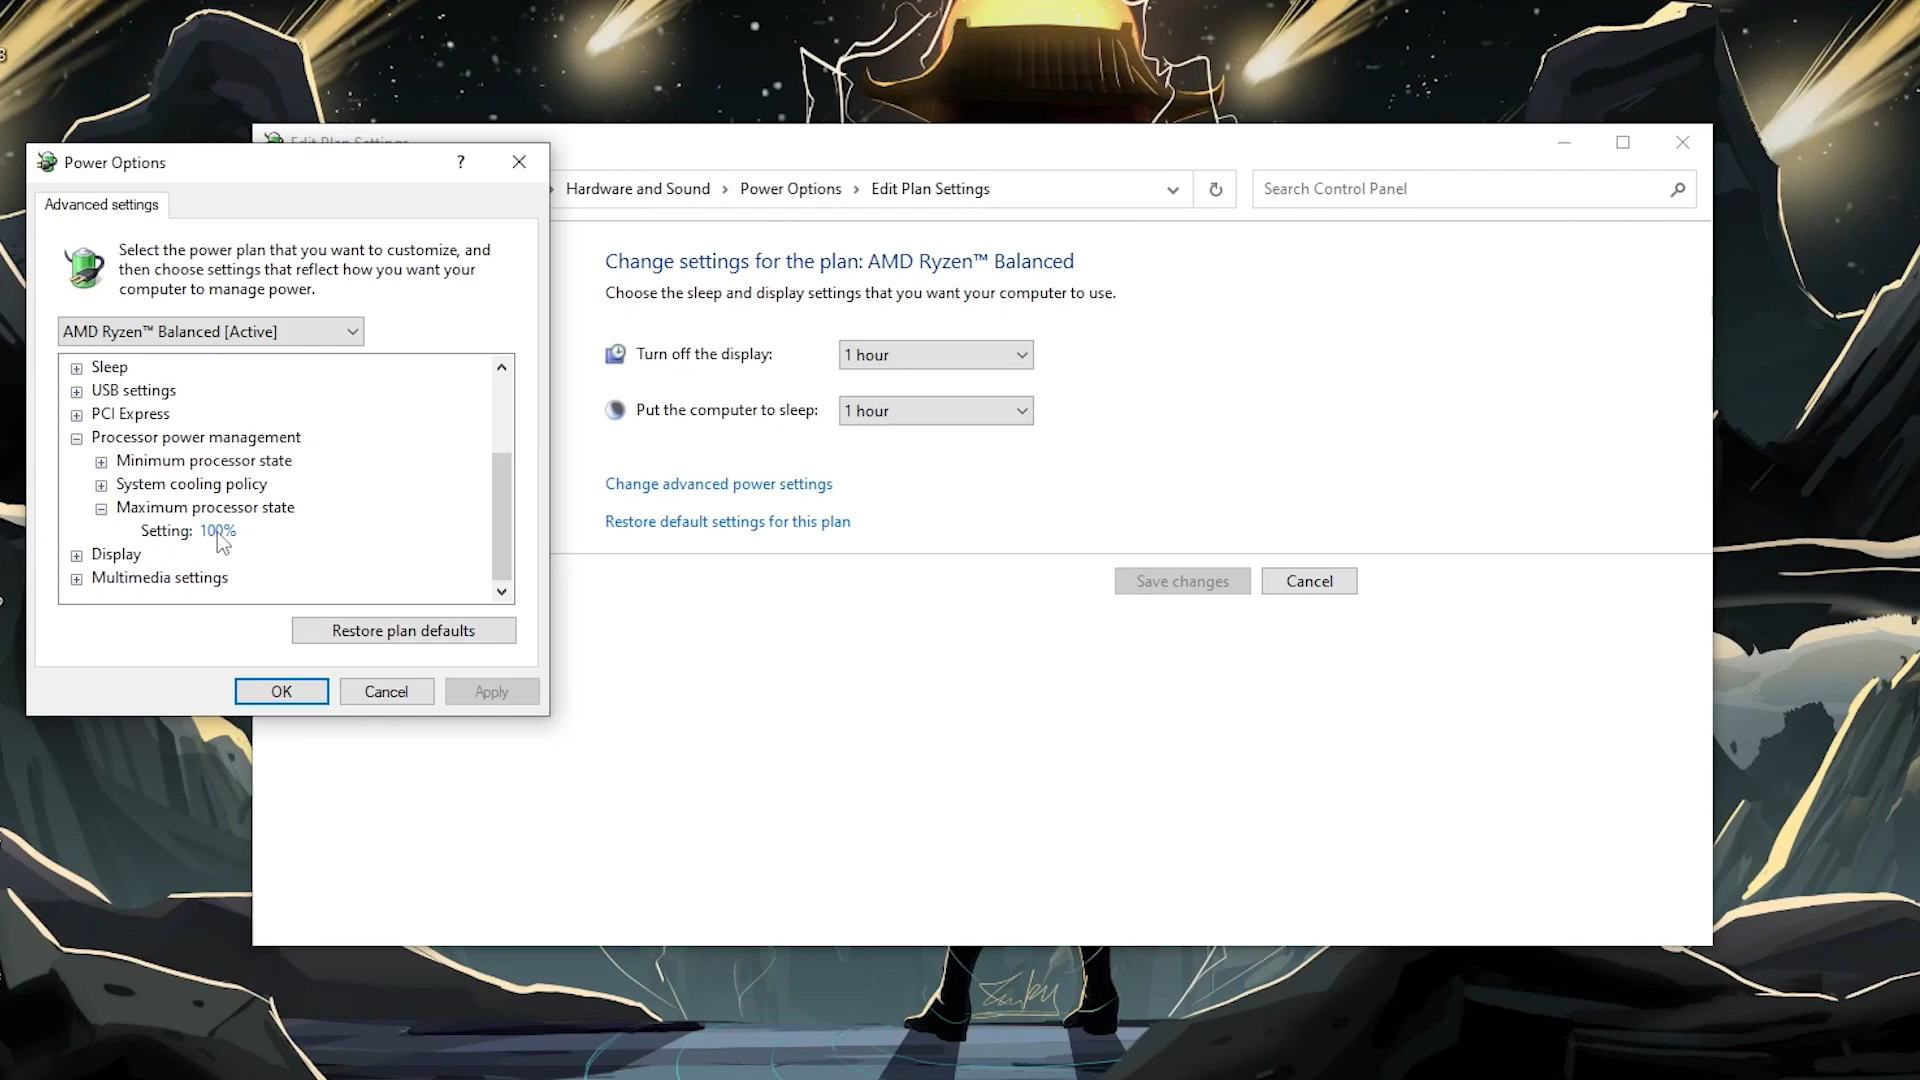 3
Edit Plan Settings
Power Options
?
Hardware and Sound
Power Options
Edit Plan Settings
Search Control Panel
Advanced settings
Select the power plan that you want to customize, and
then choose settings that reflect how you want your
computer to manage power.
AMD Ryzen™ Balanced [Active]
Sleep
USB settings
PCI Express
Processor power management
Minimum processor state
System cooling policy
Maximum processor state
Setting: 100%
Display
Multimedia settings
Restore plan defaults
OK
Cancel
Apply
Change settings for the plan: AMD Ryzen™ Balanced
Choose the sleep and display settings that you want your computer to use.
Turn off the display:
1 hour
Put the computer to sleep:
1 hour
Change advanced power settings
Restore default settings for this plan
Save changes
Cancel